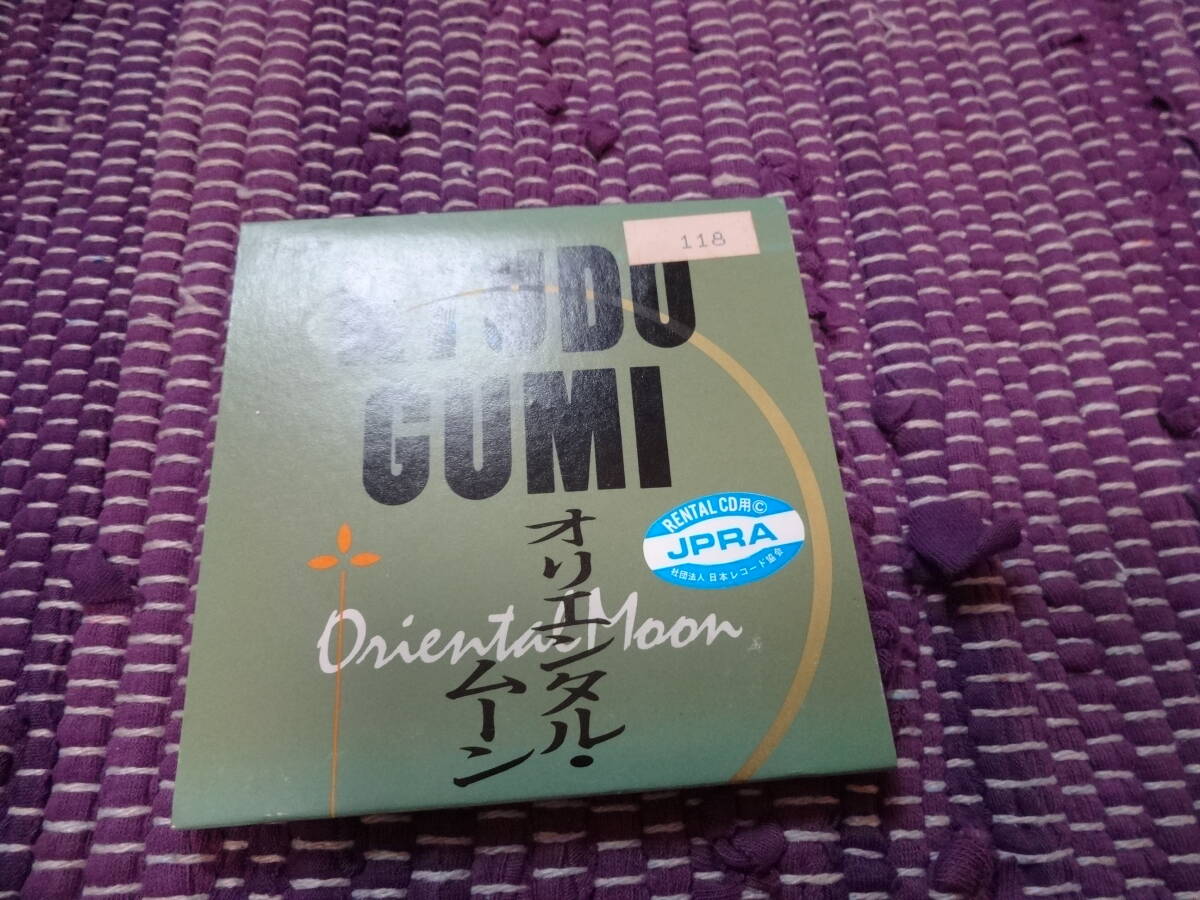 118
RYUDO
GUMI
RENTAL CD用©
JPRA
社団法人 日本レコード協会
オリエンタル・
ムーン
Oriental Moon